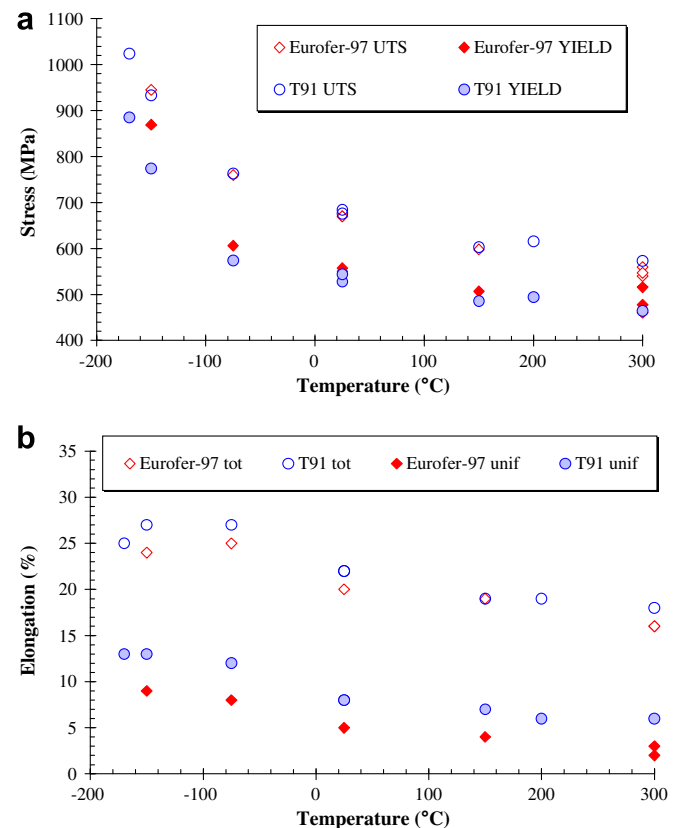 a
1100
Eurofer-97 UTS
Eurofer-97 YIELD
T91 UTS
T91 YIELD
1000
900
800
700
600
500
400
Stress (MPa)
-200
-100
0
100
200
300
Temperature (°C)
b
35
Eurofer-97 tot
T91 tot
Eurofer-97 unif
T91 unif
30
25
20
15
10
5
0
Elongation (%)
-200
-100
0
100
200
300
Temperature (°C)